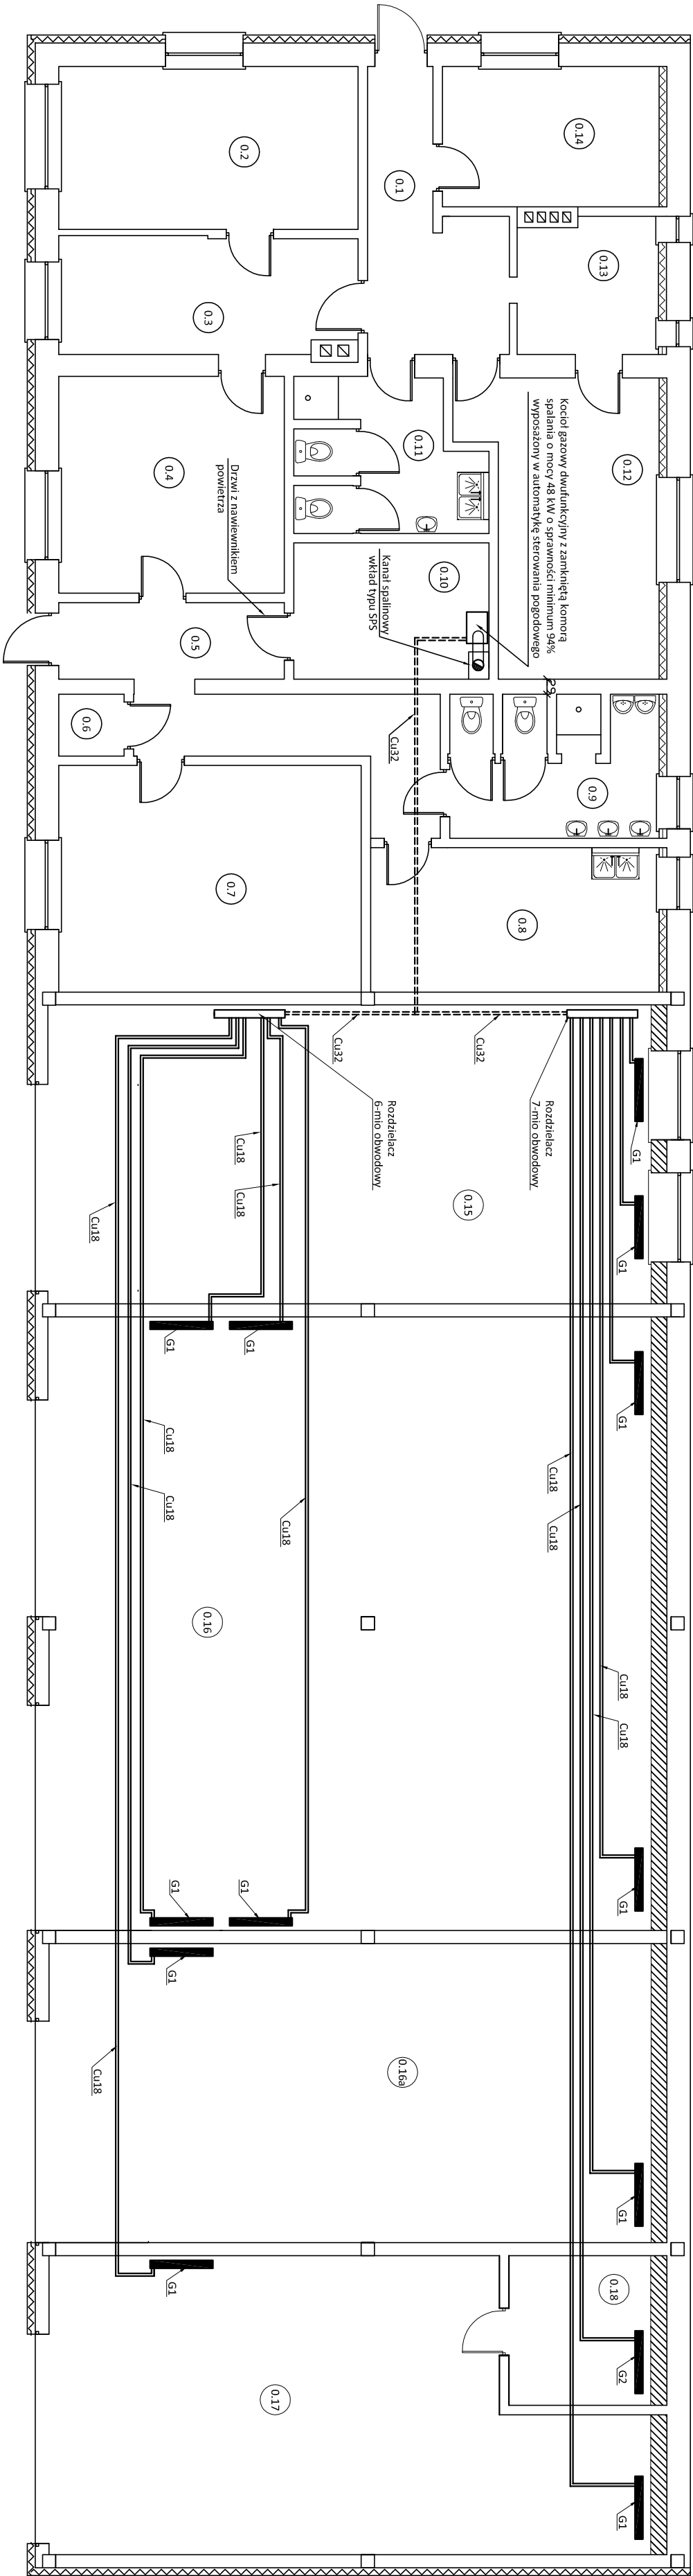 0.14
0.2
0.1
0.13
0.3
Kocioł gazowy dwufunkcyjny z zamkniętą komorą
spalania o mocy 48 kW o sprawności minimum 94%
wyposażony w automatykę sterowania pogodowego
0.12
0.11
0.4
Drzwi z nawiewnikiem
powietrza
0.10
Kanał spalinowy
wkład typu SPS
0.5
29
0.6
Cu32
0.9
0.7
0.8
Cu32
Cu32
Rozdzielacz
6-mio obwodowy
Rozdzielacz
7-mio obwodowy
G1
Cu18
Cu18
Cu18
0.15
G1
G1
G1
G1
Cu18
Cu18
Cu18
Cu18
Cu18
0.16
Cu18
Cu18
G1
G1
G1
G1
Cu18
0.16a
G1
G1
0.18
G2
0.17
G1